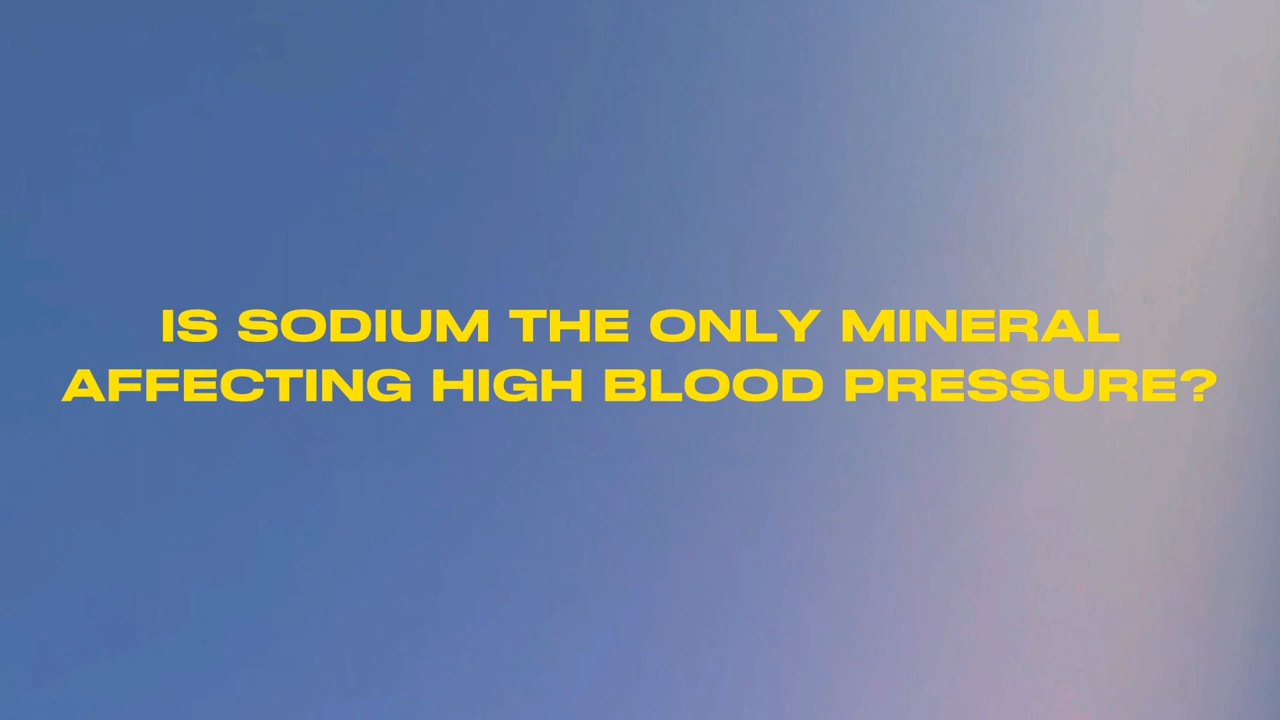 IS SODIUM THE ONLY MINERAL
AFFECTING HIGH BLOOD PRESSURE?